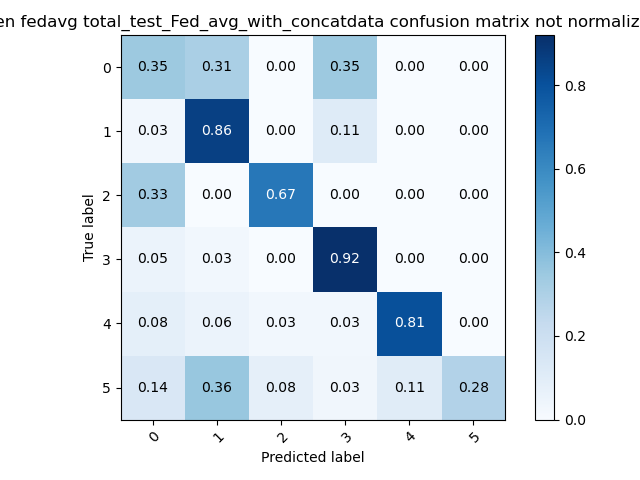 en fedavg total_test_Fed_avg_with_concatdata confusion matrix not normaliz
0 0.35 0.31 0.00 0.35 0.00 0.00
1 0.03 0.86 0.00 0.11 0.00 0.00
2 0.33 0.00 0.67 0.00 0.00 0.00
3 0.05 0.03 0.00 0.92 0.00 0.00
4 0.08 0.06 0.03 0.03 0.81 0.00
5 0.14 0.36 0.08 0.03 0.11 0.28
0 1 2 3 4 5
True label
Predicted label
0.8
0.6
0.4
0.2
0.0